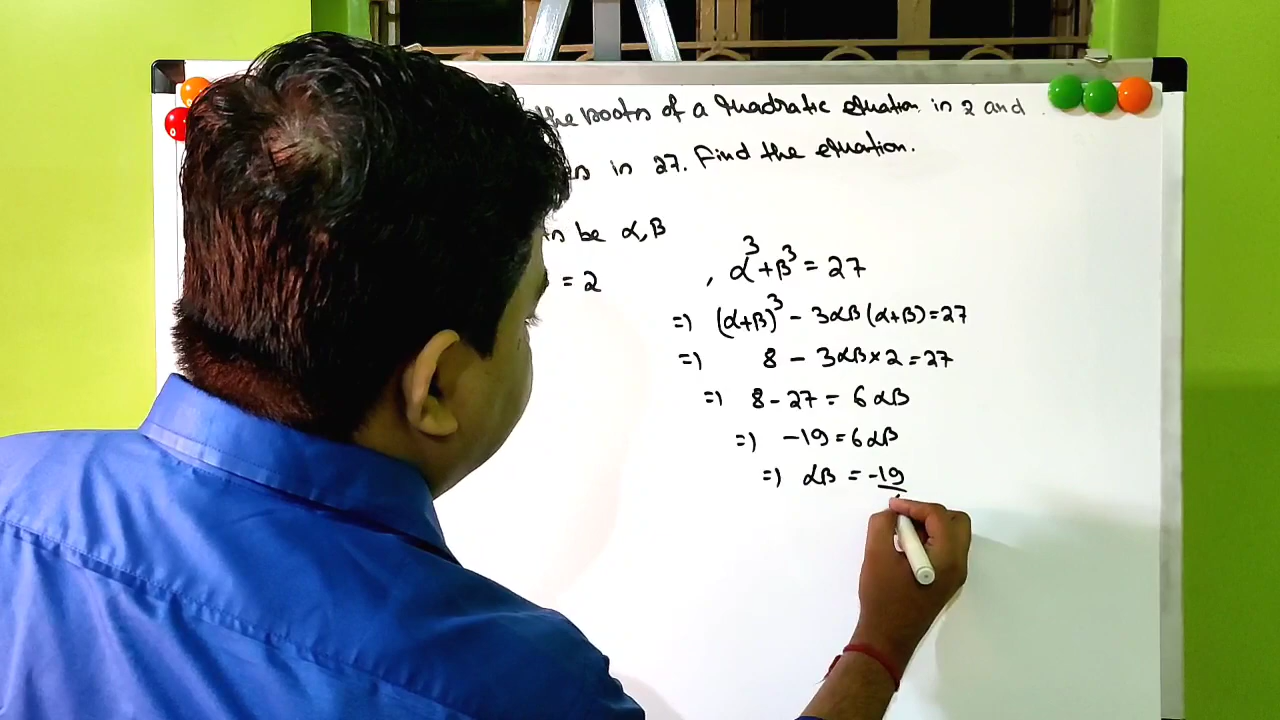 the roots of a Quadratic equation in 2 and
in 27. Find the equation.
be α, β
= 2
, α³+β³ = 27
=) (α+β)³ - 3αβ(α+β)=27
=) 8 - 3αβ×2=27
=) 8-27 = 6αβ
=) -19=6αβ
=) αβ = -19